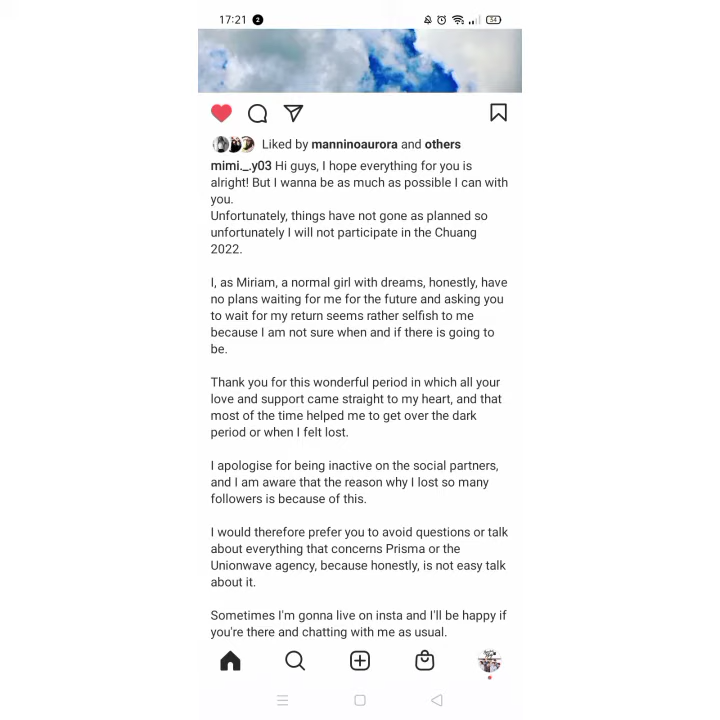 17:21 2
54
Liked by manninoaurora and others
mimi._.y03 Hi guys, I hope everything for you is
alright! But I wanna be as much as possible I can with
you.
Unfortunately, things have not gone as planned so
unfortunately I will not participate in the Chuang
2022.
I, as Miriam, a normal girl with dreams, honestly, have
no plans waiting for me for the future and asking you
to wait for my return seems rather selfish to me
because I am not sure when and if there is going to
be.
Thank you for this wonderful period in which all your
love and support came straight to my heart, and that
most of the time helped me to get over the dark
period or when I felt lost.
I apologise for being inactive on the social partners,
and I am aware that the reason why I lost so many
followers is because of this.
I would therefore prefer you to avoid questions or talk
about everything that concerns Prisma or the
Unionwave agency, because honestly, is not easy talk
about it.
Sometimes I'm gonna live on insta and I'll be happy if
you're there and chatting with me as usual.